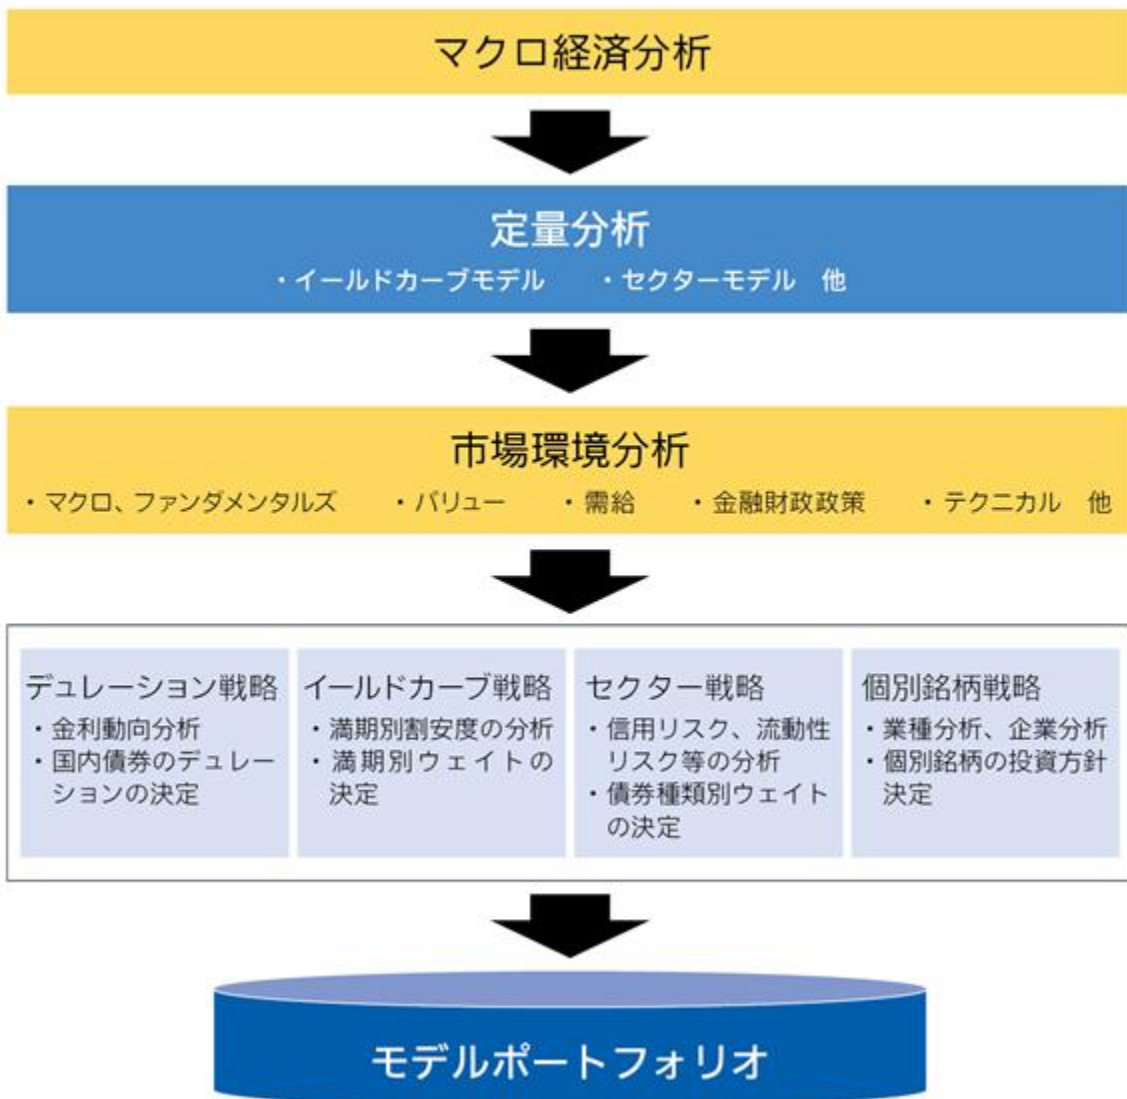 マクロ経済分析
定量分析
・イールドカーブモデル　・セクターモデル　他
市場環境分析
・マクロ、ファンダメンタルズ　・バリュー　・需給　・金融財政政策　・テクニカル　他
デュレーション戦略
・金利動向分析
・国内債券のデュレー
ションの決定
イールドカーブ戦略
・満期別割安度の分析
・満期別ウェイトの
決定
セクター戦略
・信用リスク、流動性
リスク等の分析
・債券種類別ウェイト
の決定
個別銘柄戦略
・業種分析、企業分析
・個別銘柄の投資方針
決定
モデルポートフォリオ